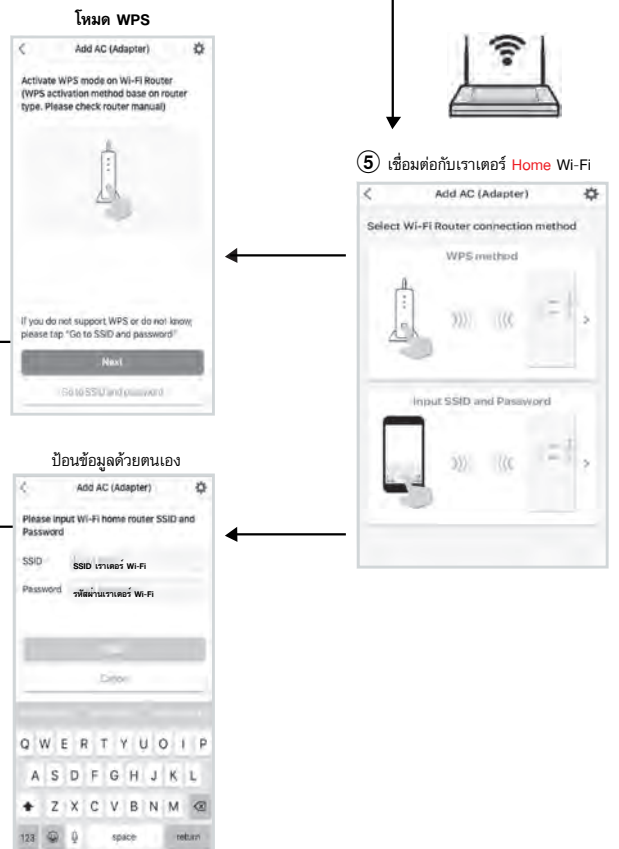 โหมด WPS
Add AC (Adapter)
Activate WPS mode on Wi-Fi Router
(WPS activation method base on router
type. Please check router manual)
If you do not support WPS or do not know,
please tap "Go to SSID and password"
Next
Go to SSID and password
⑤ เชื่อมต่อกับเราเตอร์ Home Wi-Fi
Add AC (Adapter)
Select Wi-Fi Router connection method
WPS method
Input SSID and Password
ป้อนข้อมูลด้วยตนเอง
Add AC (Adapter)
Please input Wi-Fi home router SSID and
Password
SSID SSID เราเตอร์ Wi-Fi
Password รหัสผ่านเราเตอร์ Wi-Fi
Cancel
Q W E R T Y U O I P
A S D F G H J K L
Z X C V B N M
123 space return